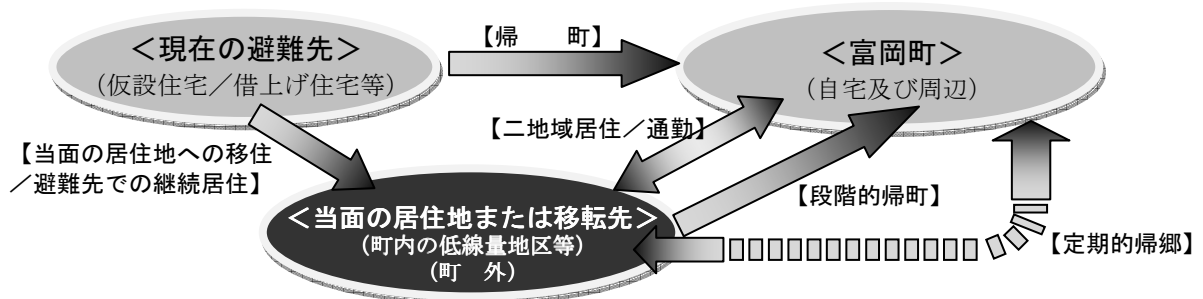 【帰　町】
＜現在の避難先＞
（仮設住宅／借上げ住宅等）
＜富岡町＞
（自宅及び周辺）
【二地域居住／通勤】
【当面の居住地への移住
／避難先での継続居住】
【段階的帰町】
＜当面の居住地または移転先＞
（町内の低線量地区等）
（町　外）
【定期的帰郷】